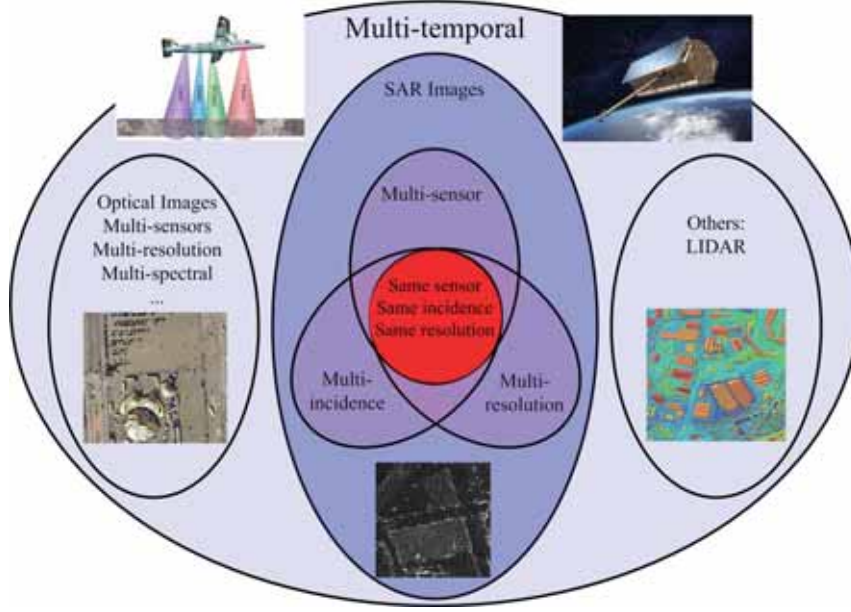 Multi-temporal
SAR Images
Multi-sensor
Optical Images
Multi-sensors
Multi-resolution
Multi-spectral
...
Others:
LIDAR
Same sensor
Same incidence
Same resolution
Multi-
incidence
Multi-
resolution